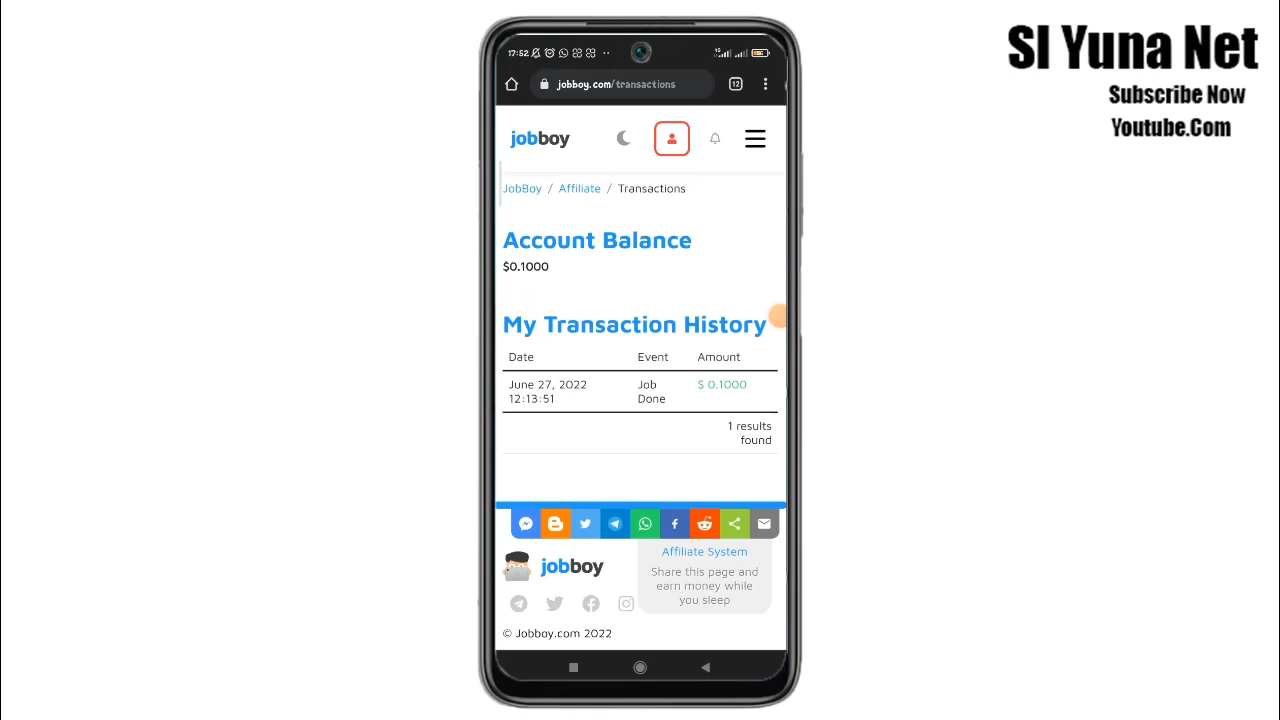 SI Yuna Net
Subscribe Now
Youtube.Com
17:52
4G
jobboy.com/transactions
12
jobboy
JobBoy / Affiliate / Transactions
Account Balance
$0.1000
My Transaction History
Date Event Amount
June 27, 2022 Job $ 0.1000
12:13:51 Done
1 results
found
Affiliate System
jobboy
Share this page and
earn money while
you sleep
© Jobboy.com 2022